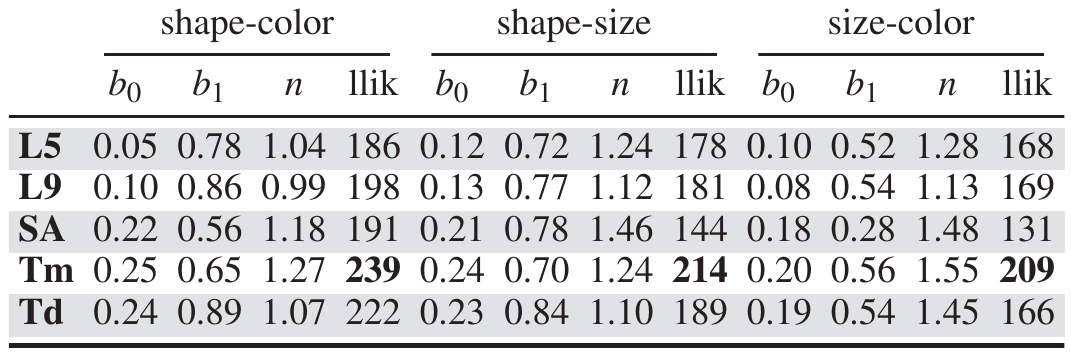 shape-color shape-size size-color
b0 b1 n llik b0 b1 n llik b0 b1 n llik
L5 0.05 0.78 1.04 186 0.12 0.72 1.24 178 0.10 0.52 1.28 168
L9 0.10 0.86 0.99 198 0.13 0.77 1.12 181 0.08 0.54 1.13 169
SA 0.22 0.56 1.18 191 0.21 0.78 1.46 144 0.18 0.28 1.48 131
Tm 0.25 0.65 1.27 239 0.24 0.70 1.24 214 0.20 0.56 1.55 209
Td 0.24 0.89 1.07 222 0.23 0.84 1.10 189 0.19 0.54 1.45 166